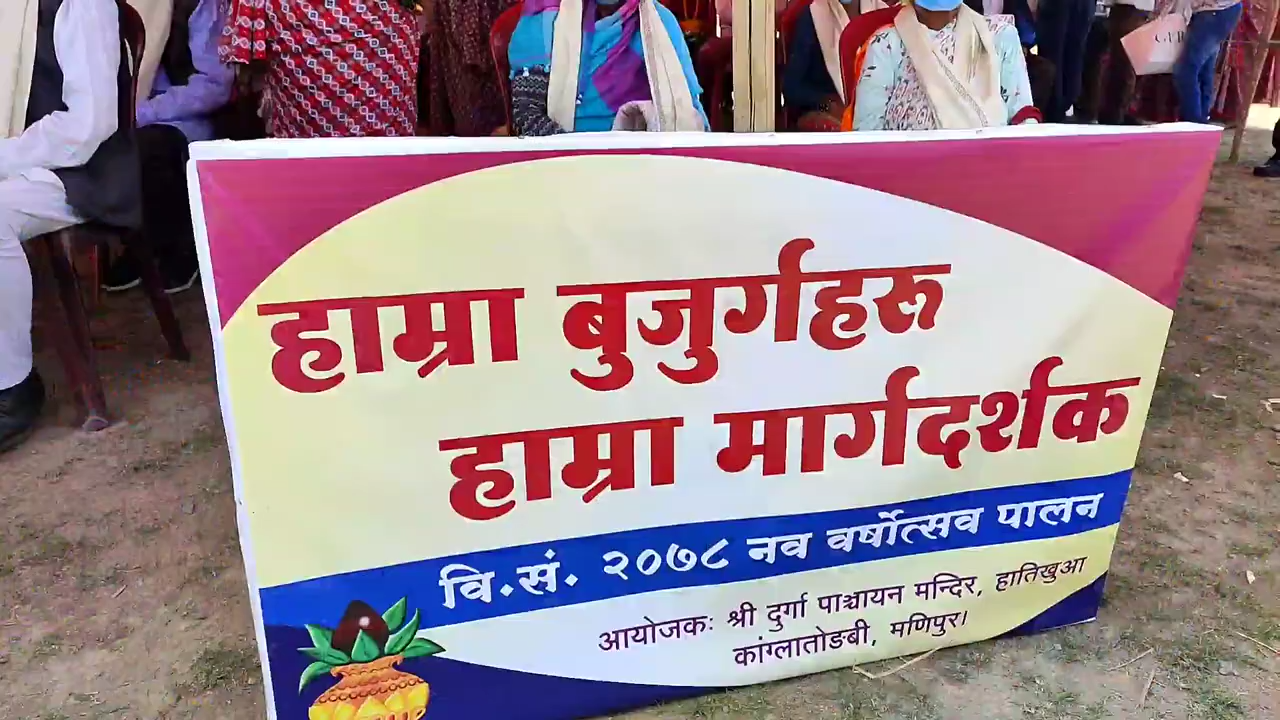 हाम्रा बुजुर्गहरू
हाम्रा मार्गदर्शक
वि.सं. २०७८ नव वर्षोत्सव पालन
आयोजकः श्री दुर्गा पाञ्चायन मन्दिर, हातिखुआ
कांग्लातोङबी, मणिपुर।